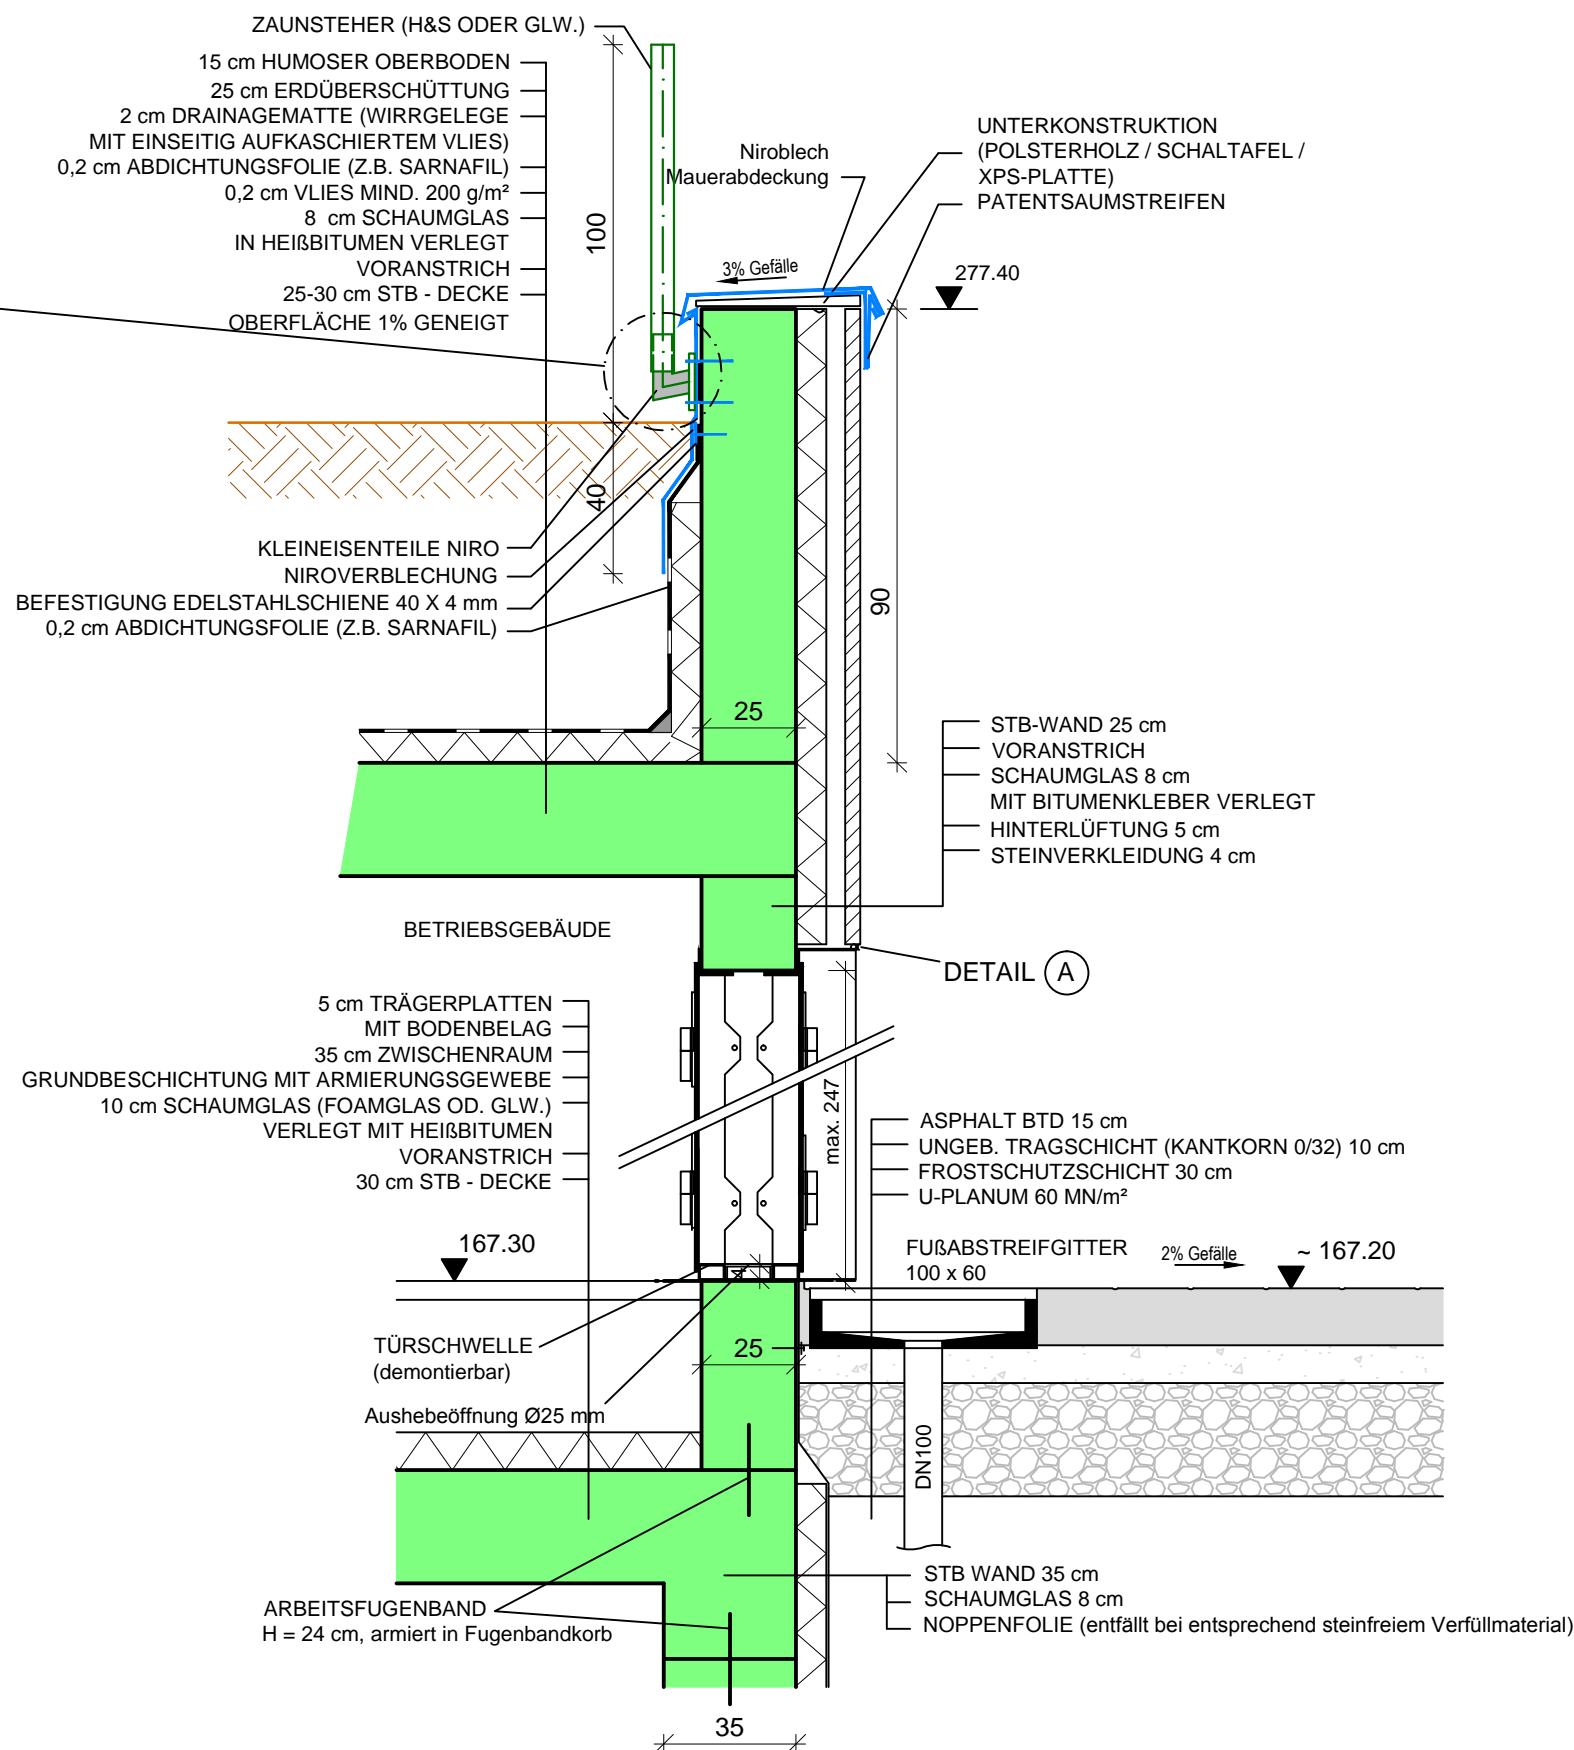 ZAUNSTEHER (H&S ODER GLW.)
15 cm HUMOSER OBERBODEN
25 cm ERDÜBERSCHÜTTUNG
2 cm DRAINAGEMATTE (WIRRGELEGE
MIT EINSEITIG AUFKASCHIERTEM VLIES)
0,2 cm ABDICHTUNGSFOLIE (Z.B. SARNAFIL)
0,2 cm VLIES MIND. 200 g/m²
8 cm SCHAUMGLAS
IN HEIßBITUMEN VERLEGT
VORANSTRICH
25-30 cm STB - DECKE
OBERFLÄCHE 1% GENEIGT
100
40
Niroblech
Mauerabdeckung
UNTERKONSTRUKTION
(POLSTERHOLZ / SCHALTAFEL /
XPS-PLATTE)
PATENTSAUMSTREIFEN
3% Gefälle
277.40
KLEINEISENTEILE NIRO
NIROVERBLECHUNG
BEFESTIGUNG EDELSTAHLSCHIENE 40 X 4 mm
0,2 cm ABDICHTUNGSFOLIE (Z.B. SARNAFIL)
90
25
STB-WAND 25 cm
VORANSTRICH
SCHAUMGLAS 8 cm
MIT BITUMENKLEBER VERLEGT
HINTERLÜFTUNG 5 cm
STEINVERKLEIDUNG 4 cm
BETRIEBSGEBÄUDE
DETAIL A
5 cm TRÄGERPLATTEN
MIT BODENBELAG
35 cm ZWISCHENRAUM
GRUNDBESCHICHTUNG MIT ARMIERUNGSGEWEBE
10 cm SCHAUMGLAS (FOAMGLAS OD. GLW.)
VERLEGT MIT HEIßBITUMEN
VORANSTRICH
30 cm STB - DECKE
max. 247
ASPHALT BTD 15 cm
UNGEB. TRAGSCHICHT (KANTKORN 0/32) 10 cm
FROSTSCHUTZSCHICHT 30 cm
U-PLANUM 60 MN/m²
167.30
4
FUßABSTREIFGITTER
100 x 60
2% Gefälle
~ 167.20
TÜRSCHWELLE
(demontierbar)
25
Aushebeöffnung Ø25 mm
DN100
STB WAND 35 cm
SCHAUMGLAS 8 cm
NOPPENFOLIE (entfällt bei entsprechend steinfreiem Verfüllmaterial)
ARBEITSFUGENBAND
H = 24 cm, armiert in Fugenbandkorb
35